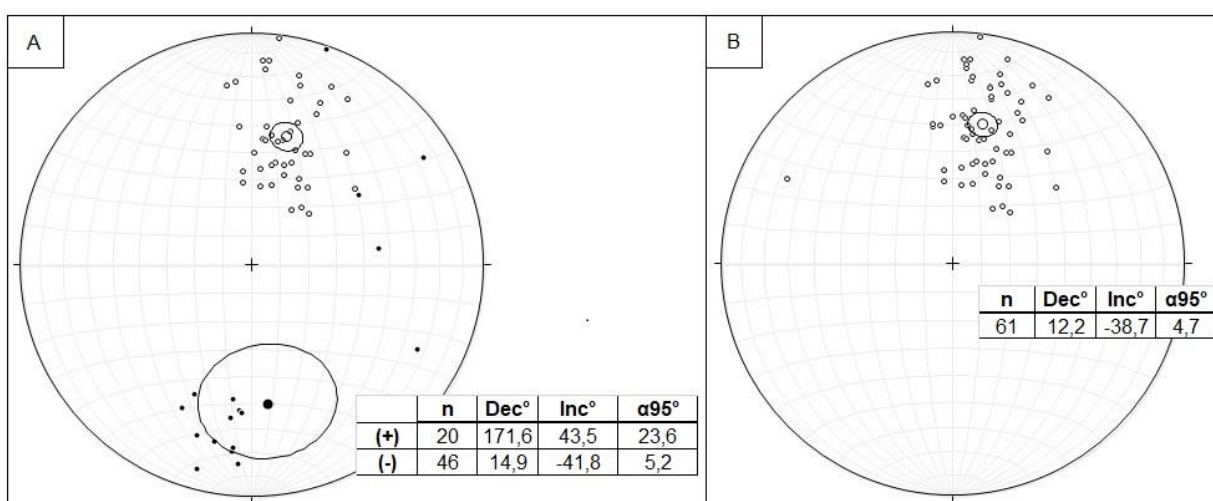 A
B
n Dec° Inc° α95°
61 12,2 -38,7 4,7
n Dec° Inc° α95°
(+) 20 171,6 43,5 23,6
(-) 46 14,9 -41,8 5,2